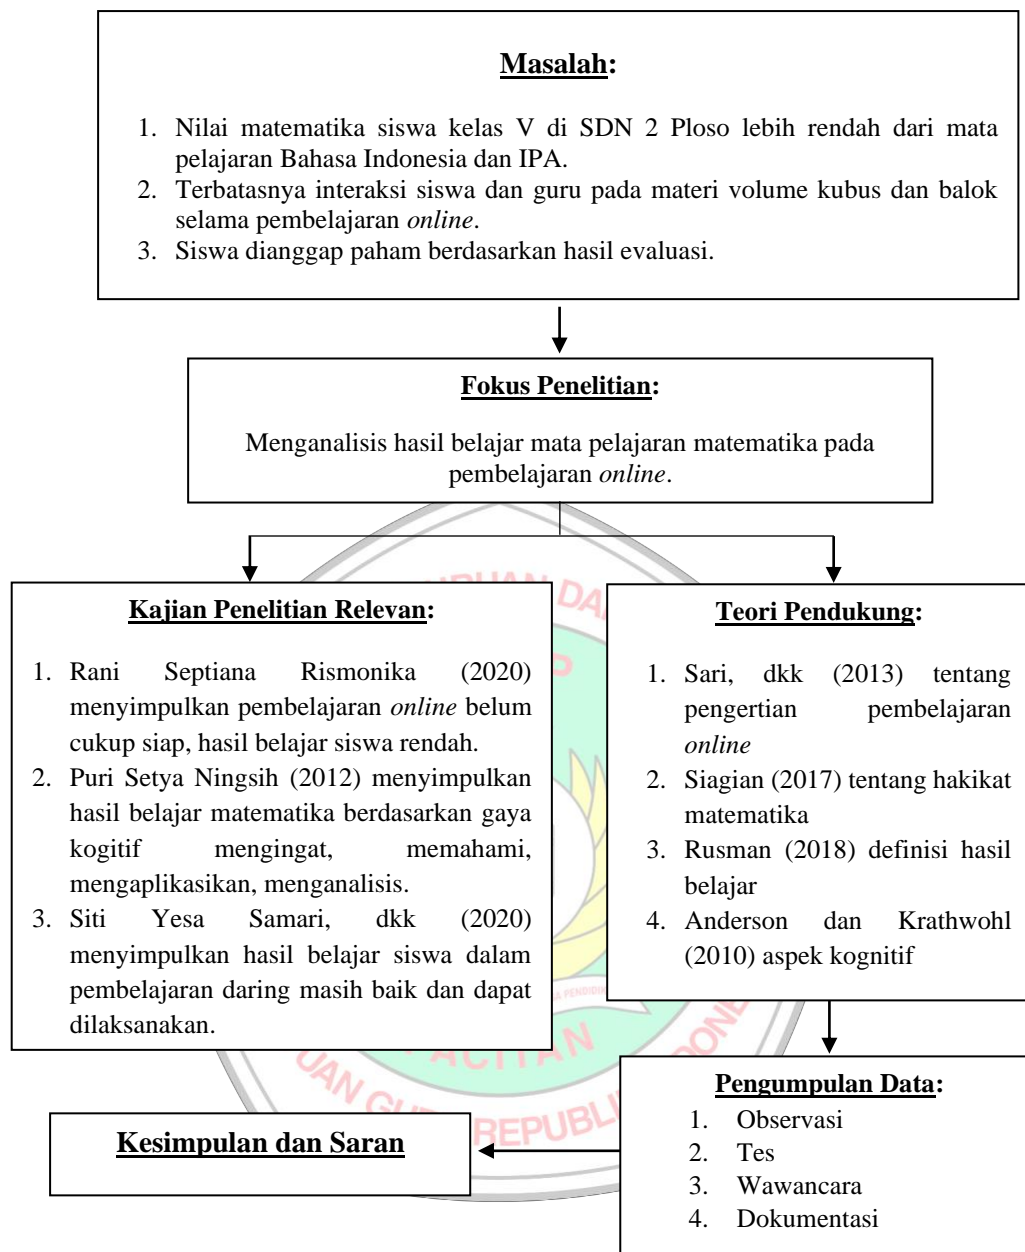 Masalah:
1. Nilai matematika siswa kelas V di SDN 2 Ploso lebih rendah dari mata
pelajaran Bahasa Indonesia dan IPA.
2. Terbatasnya interaksi siswa dan guru pada materi volume kubus dan balok
selama pembelajaran online.
3. Siswa dianggap paham berdasarkan hasil evaluasi.
Fokus Penelitian:
Menganalisis hasil belajar mata pelajaran matematika pada
pembelajaran online.
Kajian Penelitian Relevan:
1. Rani Septiana Rismonika (2020)
menyimpulkan pembelajaran online belum
cukup siap, hasil belajar siswa rendah.
2. Puri Setya Ningsih (2012) menyimpulkan
hasil belajar matematika berdasarkan gaya
kogitif mengingat, memahami,
mengaplikasikan, menganalisis.
3. Siti Yesa Samari, dkk (2020)
menyimpulkan hasil belajar siswa dalam
pembelajaran daring masih baik dan dapat
dilaksanakan.
Teori Pendukung:
1. Sari, dkk (2013) tentang
pengertian pembelajaran
online
2. Siagian (2017) tentang hakikat
matematika
3. Rusman (2018) definisi hasil
belajar
4. Anderson dan Krathwohl
(2010) aspek kognitif
Pengumpulan Data:
1. Observasi
2. Tes
3. Wawancara
4. Dokumentasi
Kesimpulan dan Saran
PACITAN
REPUBLI